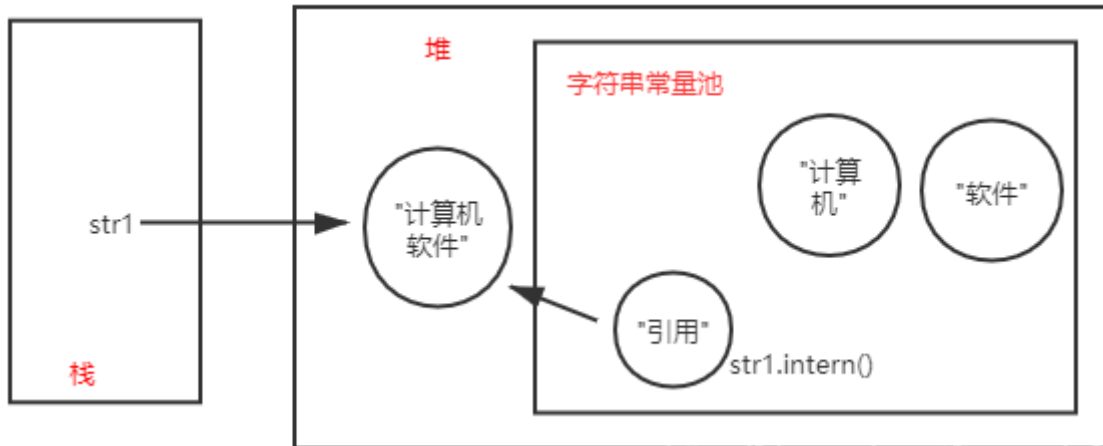 堆
字符串常量池
"计算
机"
"软件"
"计算机
软件"
str1
"引用"
str1.intern()
栈